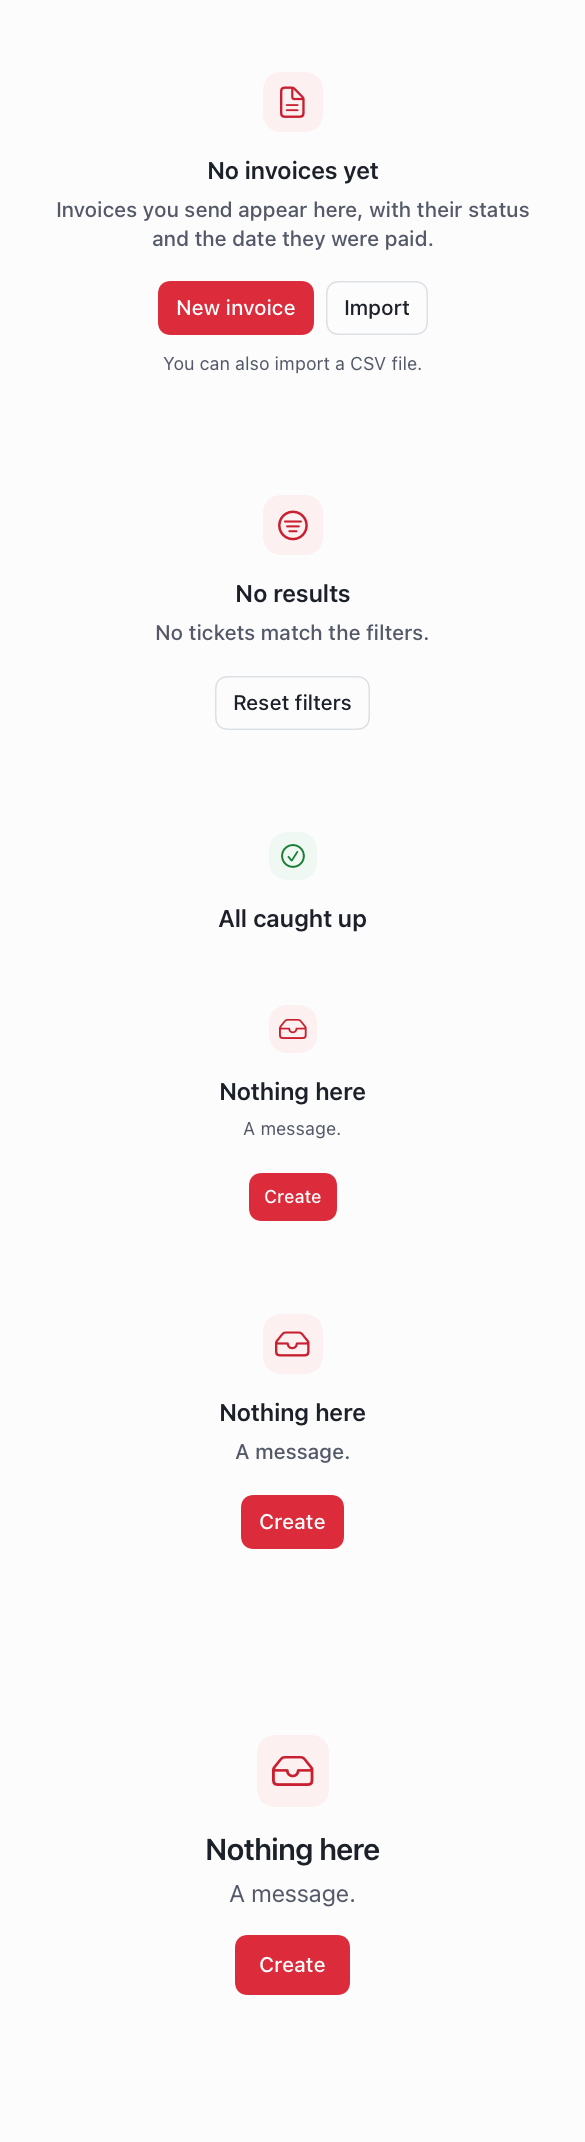 No invoices yet
Invoices you send appear here, with their status
and the date they were paid.
New invoice
Import
You can also import a CSV file.
No results
No tickets match the filters.
Reset filters
All caught up
Nothing here
A message.
Create
Nothing here
A message.
Create
Nothing here
A message.
Create